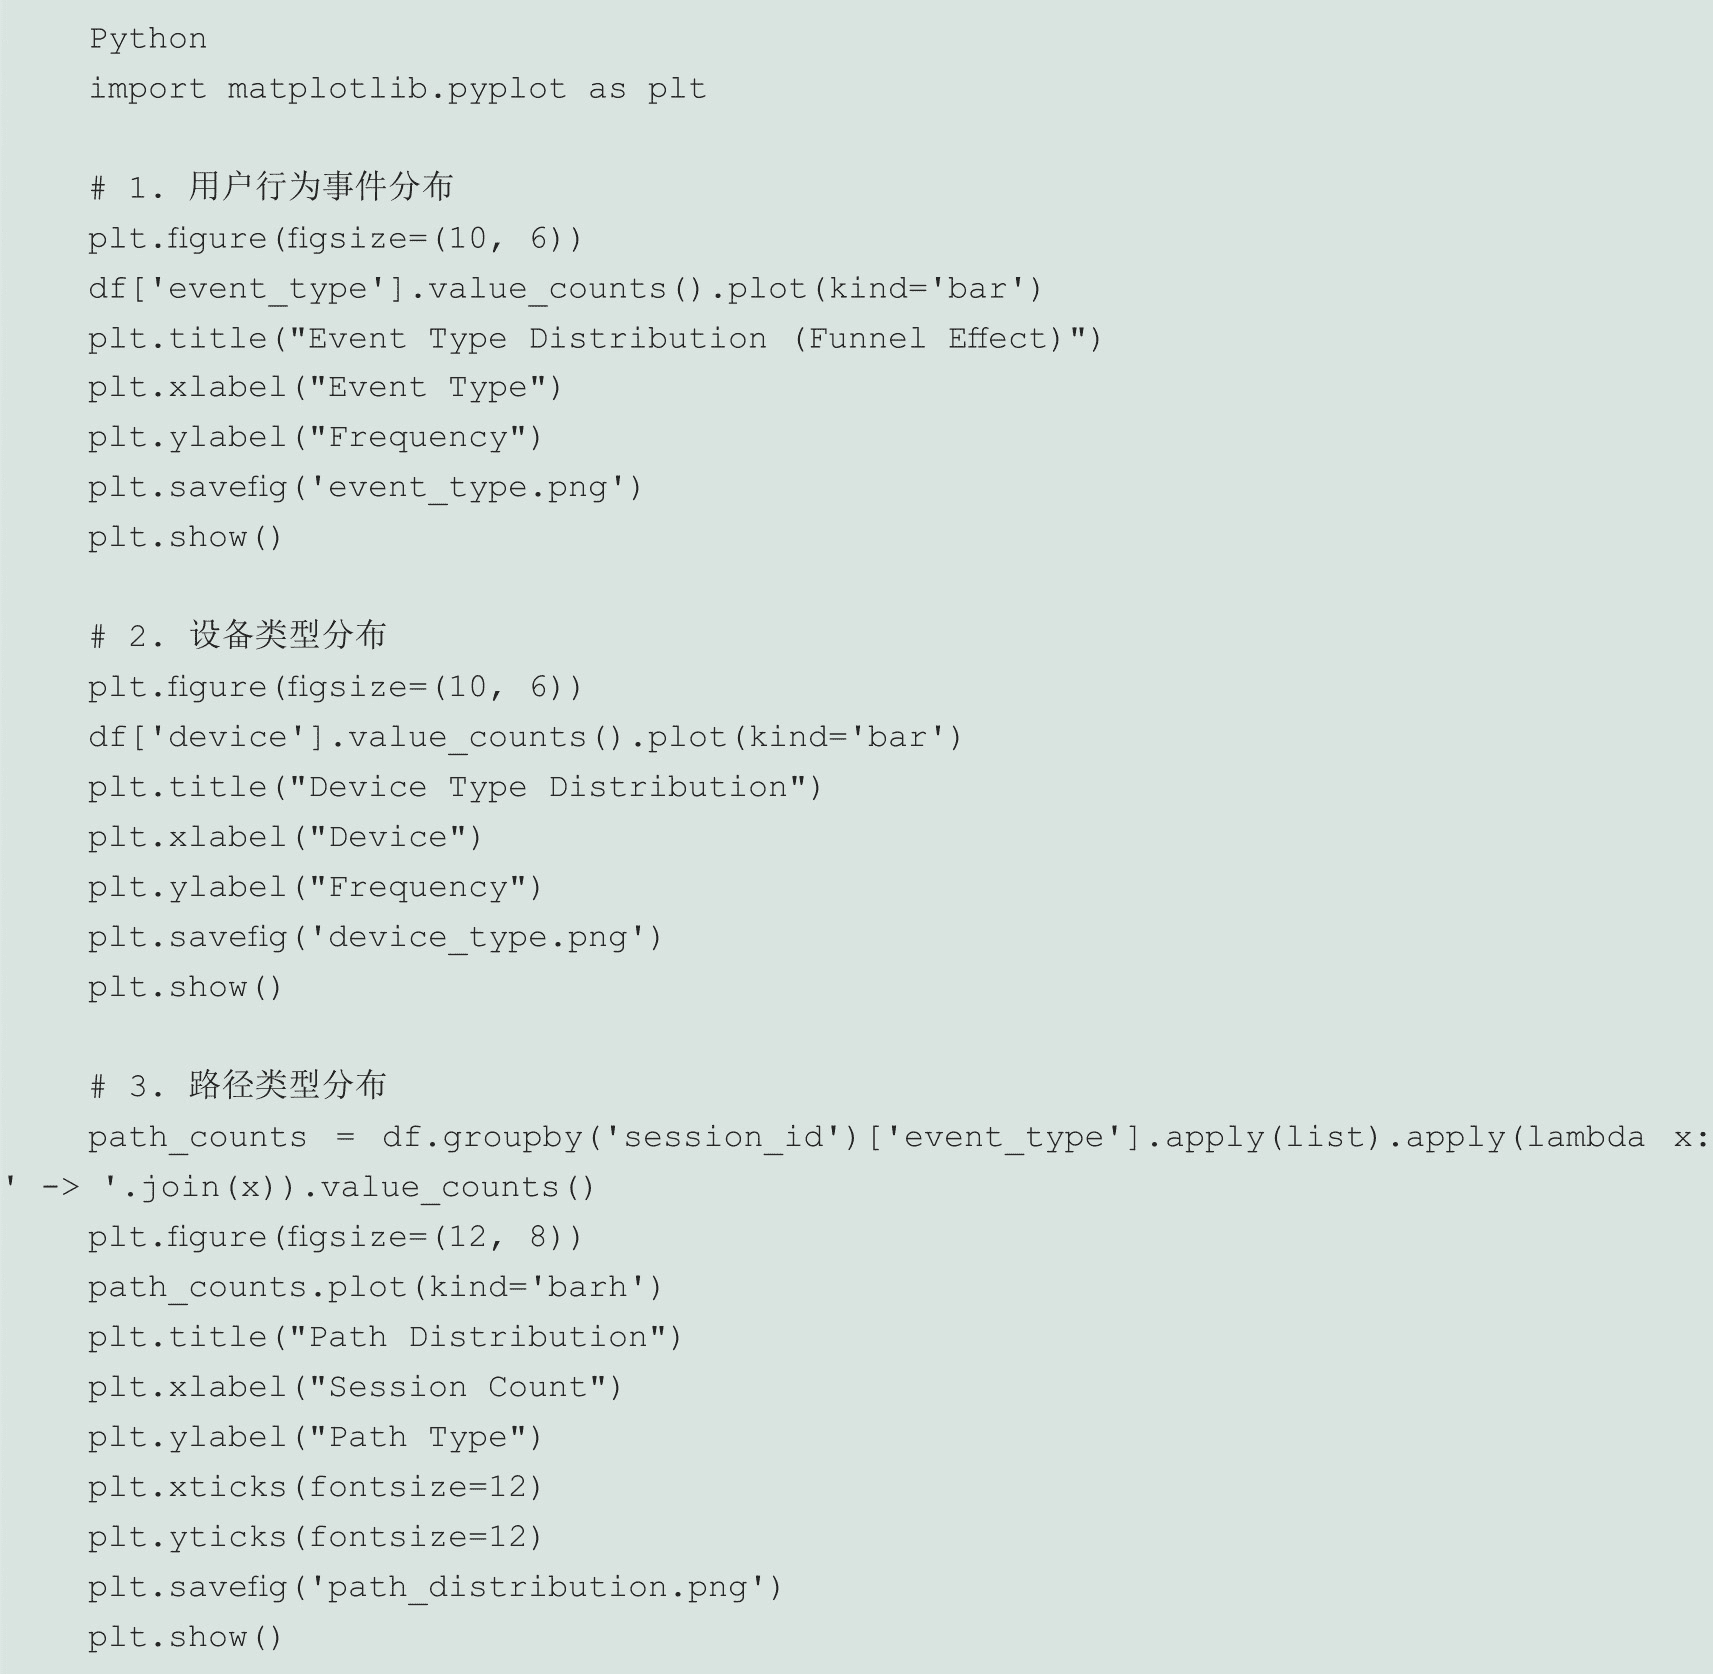 Python
import matplotlib.pyplot as plt
# 1. 用户行为事件分布
plt.figure(figsize=(10, 6))
df['event_type'].value_counts().plot(kind='bar')
plt.title("Event Type Distribution (Funnel Effect)")
plt.xlabel("Event Type")
plt.ylabel("Frequency")
plt.savefig('event_type.png')
plt.show()
# 2. 设备类型分布
plt.figure(figsize=(10, 6))
df['device'].value_counts().plot(kind='bar')
plt.title("Device Type Distribution")
plt.xlabel("Device")
plt.ylabel("Frequency")
plt.savefig('device_type.png')
plt.show()
# 3. 路径类型分布
path_counts = df.groupby('session_id')['event_type'].apply(list).apply(lambda x:
' -> '.join(x)).value_counts()
plt.figure(figsize=(12, 8))
path_counts.plot(kind='barh')
plt.title("Path Distribution")
plt.xlabel("Session Count")
plt.ylabel("Path Type")
plt.xticks(fontsize=12)
plt.yticks(fontsize=12)
plt.savefig('path_distribution.png')
plt.show()